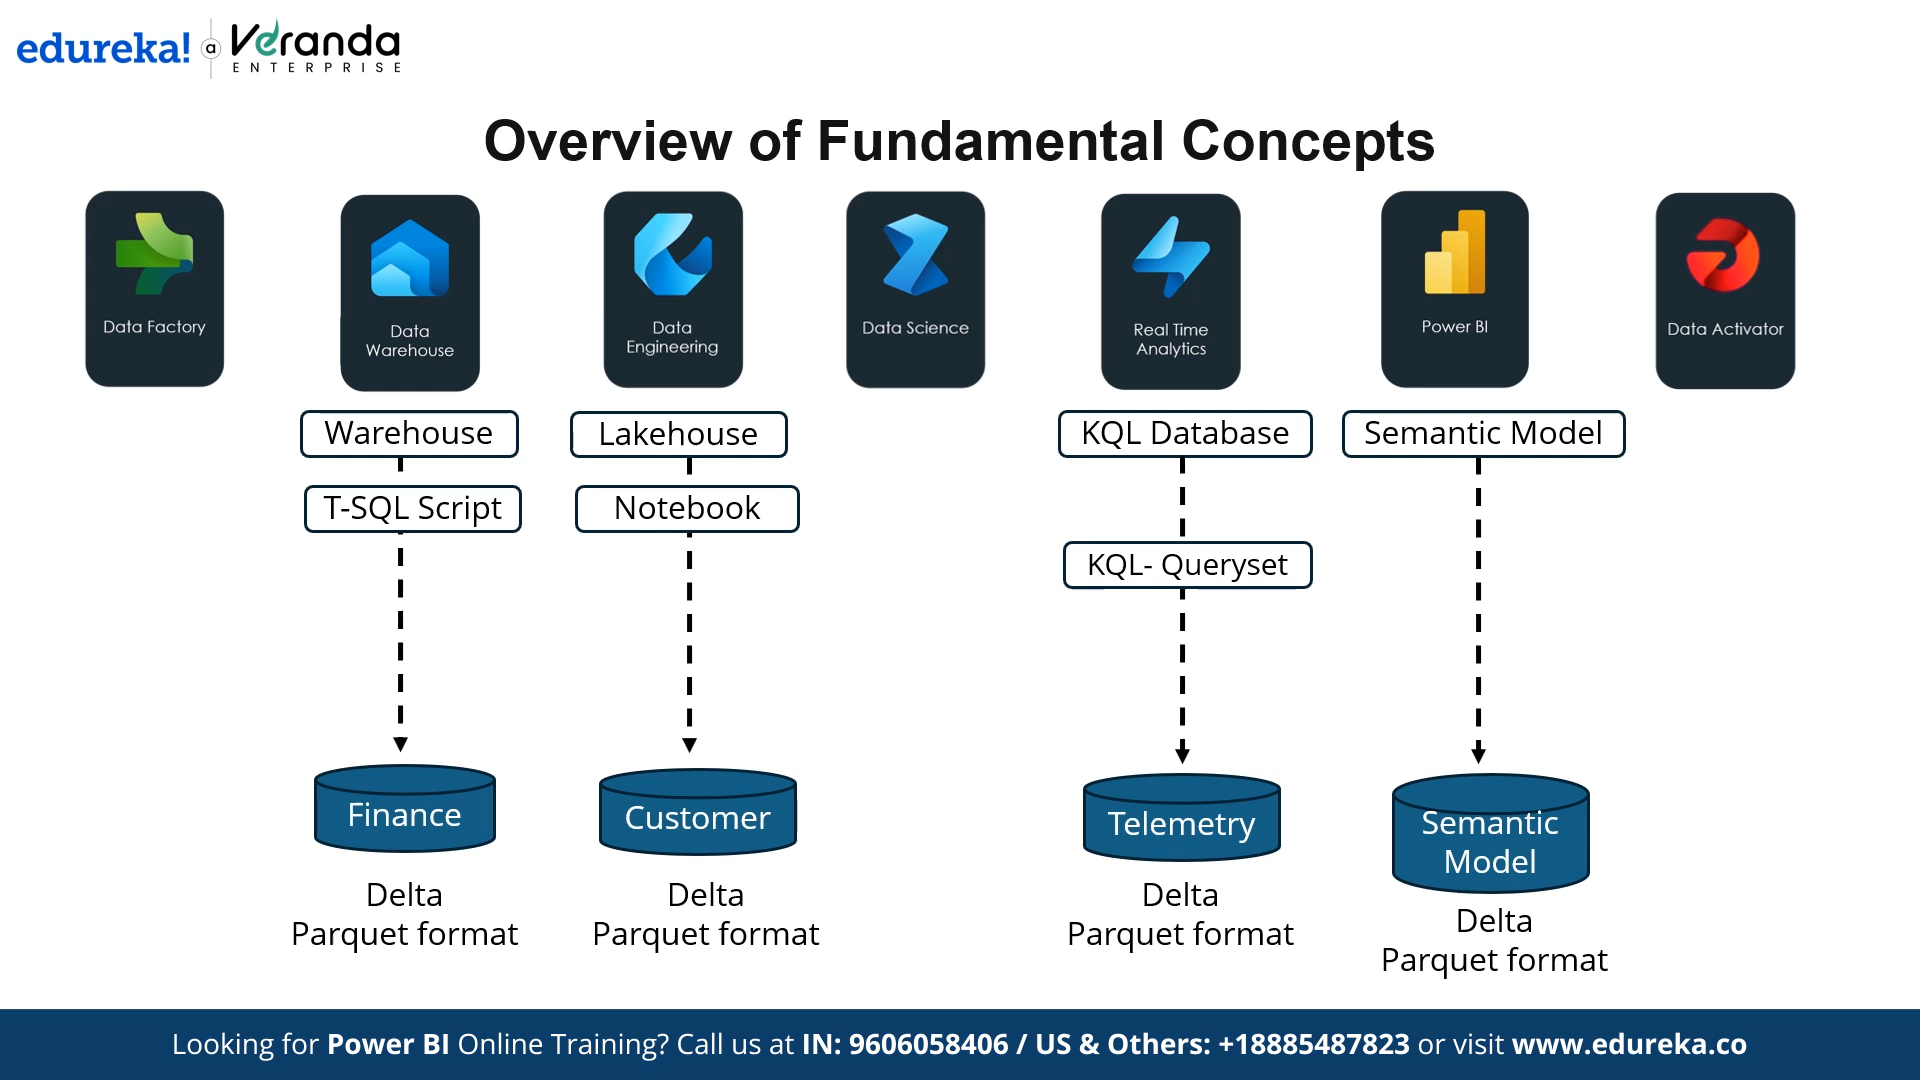 edureka! a Veranda
ENTERPRISE
Overview of Fundamental Concepts
Data Factory
Data
Warehouse
Data
Engineering
Data Science
Real Time
Analytics
Power BI
Data Activator
Warehouse
Lakehouse
KQL Database
Semantic Model
T-SQL Script
Notebook
KQL- Queryset
Finance
Customer
Telemetry
Semantic
Model
Delta
Parquet format
Delta
Parquet format
Delta
Parquet format
Delta
Parquet format
Looking for Power BI Online Training? Call us at IN: 9606058406 / US & Others: +18885487823 or visit www.edureka.co